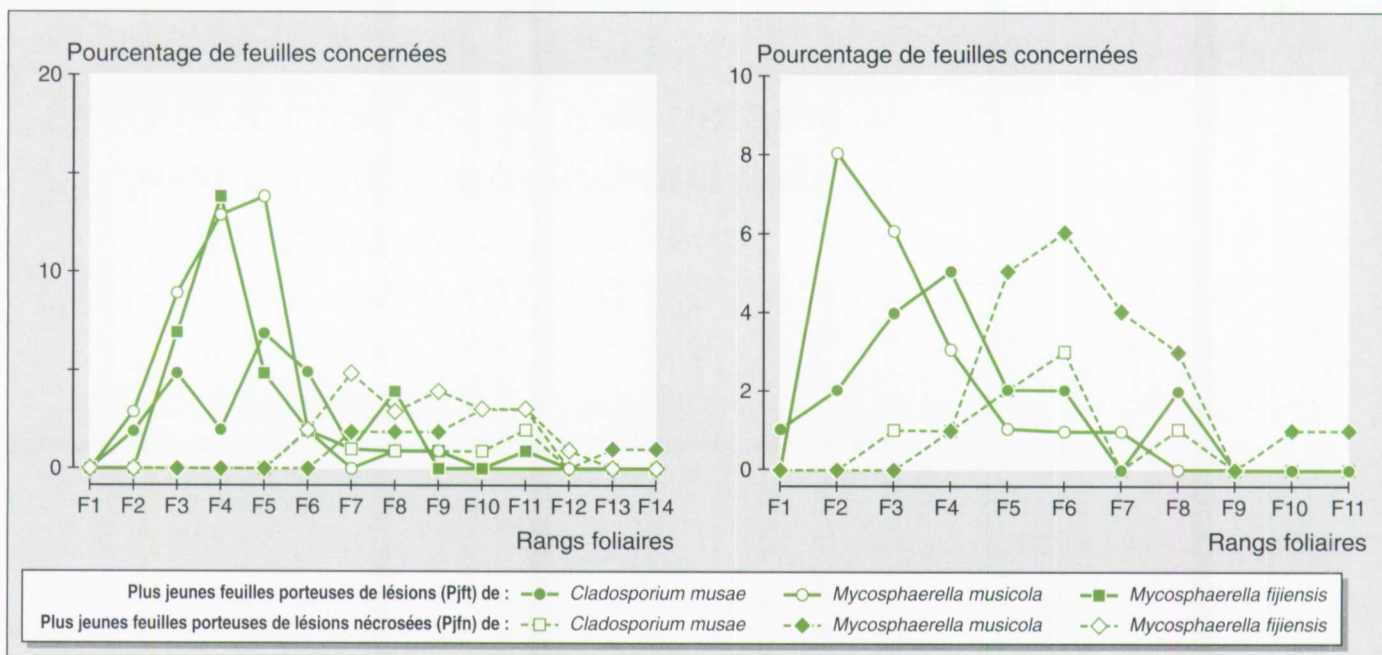 Pourcentage de feuilles concernées
20
10
0
F1 F2 F3 F4 F5 F6 F7 F8 F9 F10 F11 F12 F13 F14
Rangs foliaires
Pourcentage de feuilles concernées
10
8
6
4
2
0
F1 F2 F3 F4 F5 F6 F7 F8 F9 F10 F11
Rangs foliaires
Plus jeunes feuilles porteuses de lésions (Pjft) de : Cladosporium musae Mycosphaerella musicola Mycosphaerella fijiensis
Plus jeunes feuilles porteuses de lésions nécrosées (Pjfn) de : Cladosporium musae Mycosphaerella musicola Mycosphaerella fijiensis